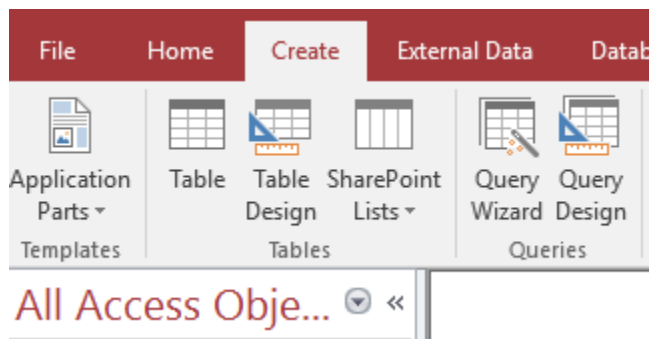 File Home Create External Data Datab
Application Parts
Table
Table Design
SharePoint Lists
Query Wizard
Query Design
Templates Tables Queries
All Access Obje... «